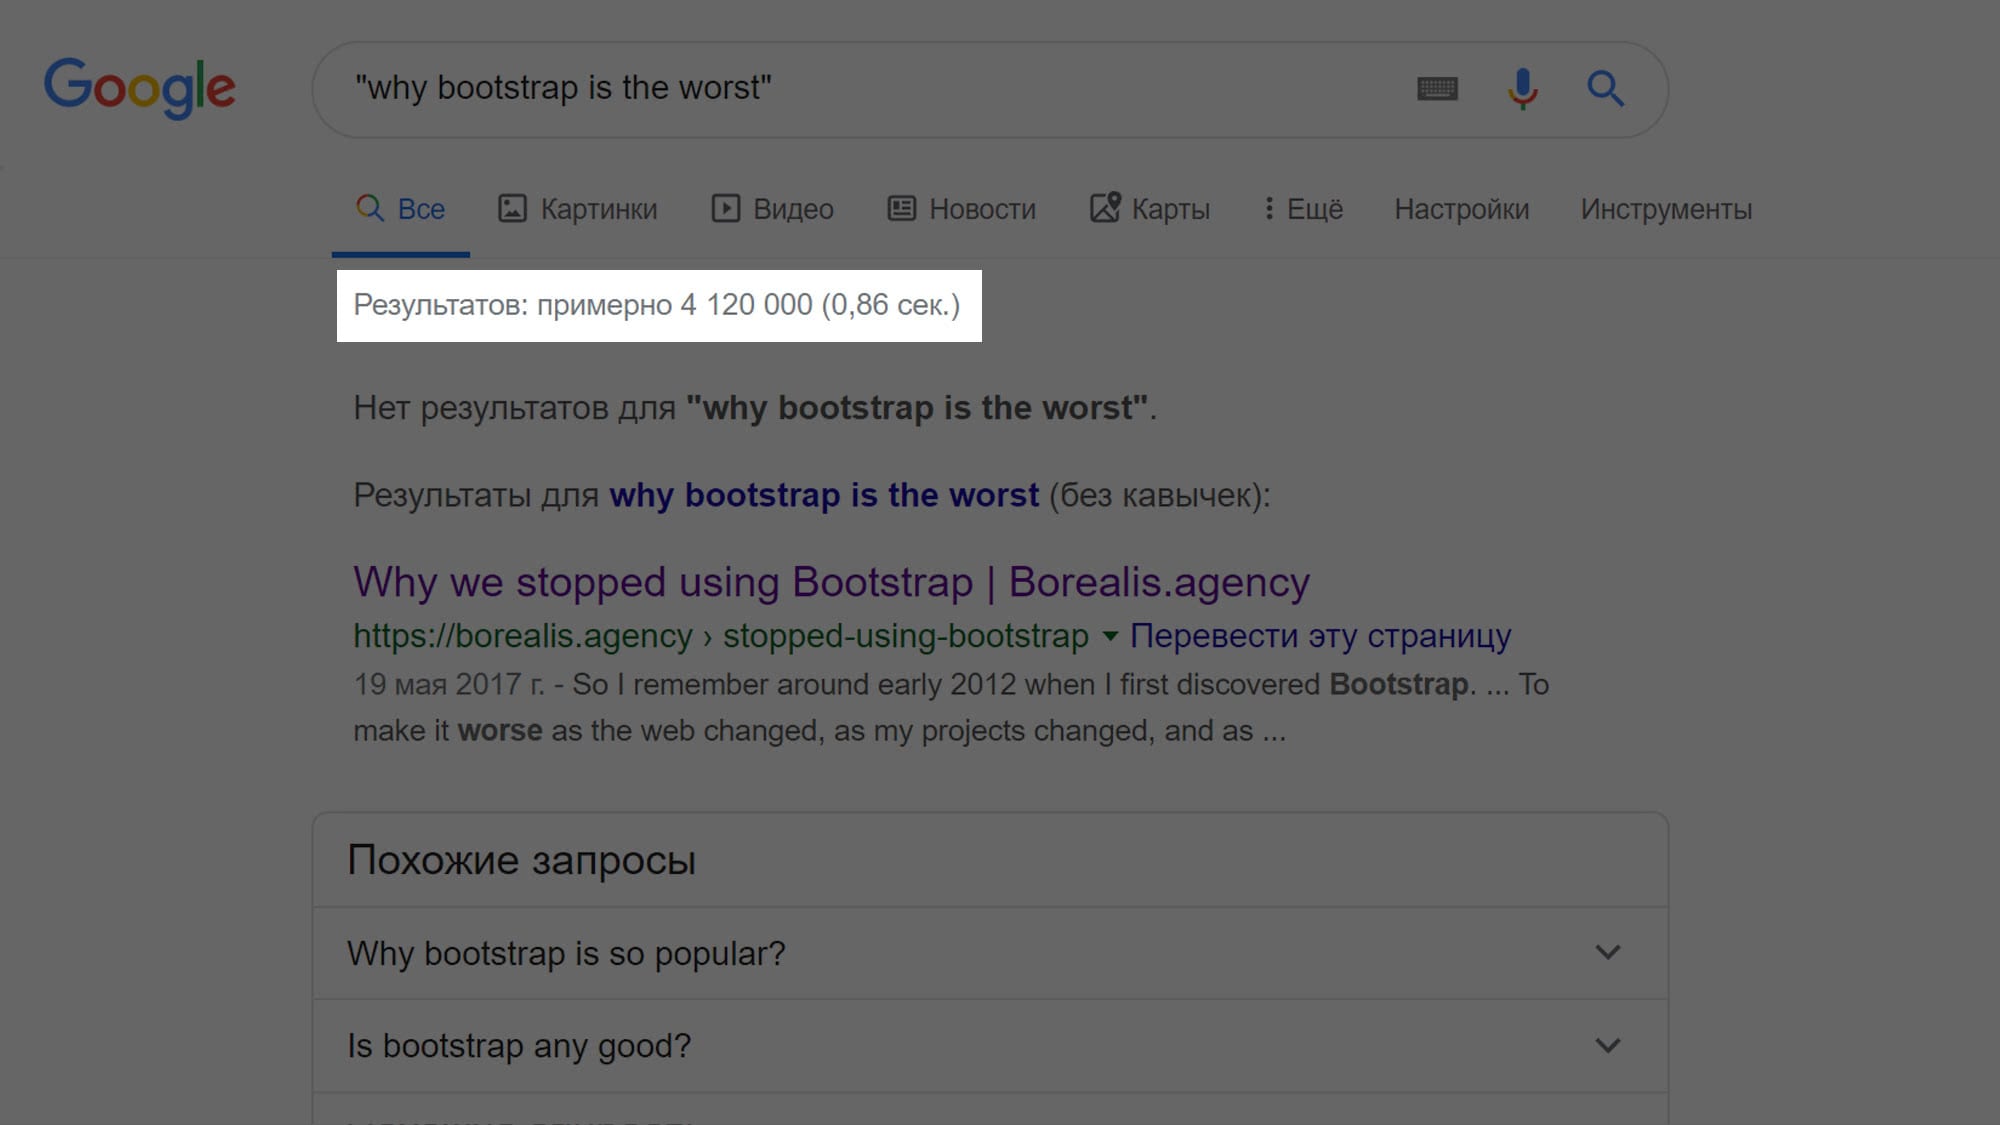 Google
"why bootstrap is the worst"
Все Картинки Видео Новости Карты Ещё Настройки Инструменты
Результатов: примерно 4 120 000 (0,86 сек.)
Нет результатов для "why bootstrap is the worst".
Результаты для why bootstrap is the worst (без кавычек):
Why we stopped using Bootstrap | Borealis.agency
https://borealis.agency › stopped-using-bootstrap Перевести эту страницу
19 мая 2017 г. - So I remember around early 2012 when I first discovered Bootstrap. ... To
make it worse as the web changed, as my projects changed, and as ...
Похожие запросы
Why bootstrap is so popular?
Is bootstrap any good?